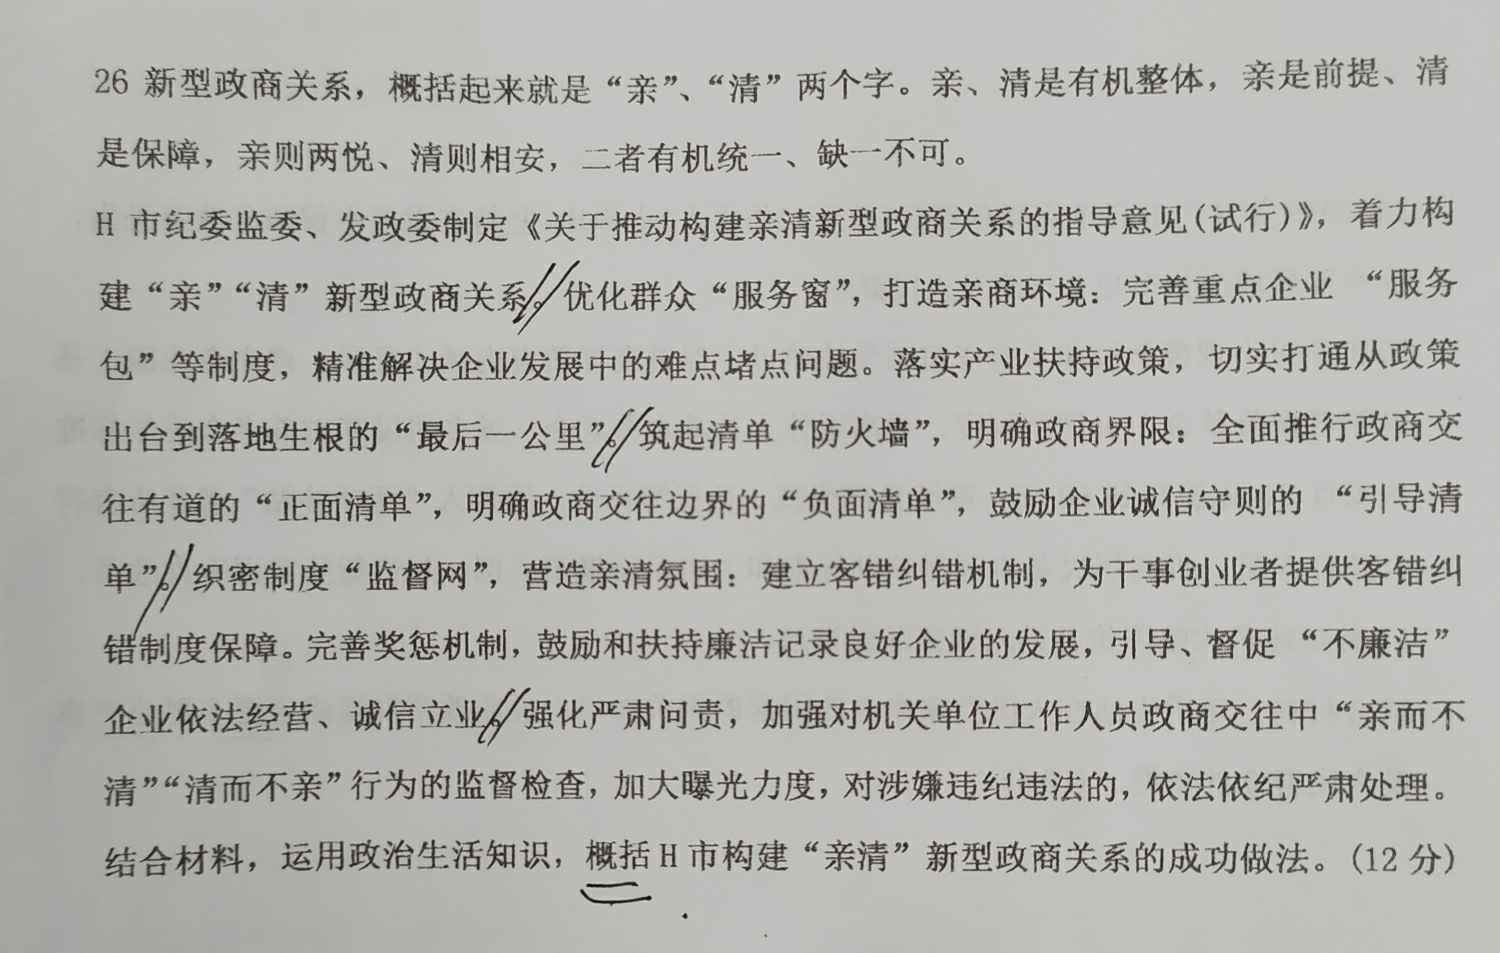 26 新型政商关系，概括起来就是“亲”、“清”两个字。亲、清是有机整体，亲是前提、清
是保障，亲则两悦、清则相安，二者有机统一、缺一不可。
H 市纪委监委、发政委制定《关于推动构建亲清新型政商关系的指导意见(试行)》，着力构
建“亲”“清”新型政商关系。优化群众“服务窗”，打造亲商环境：完善重点企业 “服务
包”等制度，精准解决企业发展中的难点堵点问题。落实产业扶持政策，切实打通从政策
出台到落地生根的“最后一公里”。筑起清单“防火墙”，明确政商界限：全面推行政商交
往有道的“正面清单”，明确政商交往边界的“负面清单”，鼓励企业诚信守则的 “引导清
单”。织密制度“监督网”，营造亲清氛围：建立客错纠错机制，为干事创业者提供客错纠
错制度保障。完善奖惩机制，鼓励和扶持廉洁记录良好企业的发展，引导、督促 “不廉洁”
企业依法经营、诚信立业。强化严肃问责，加强对机关单位工作人员政商交往中“亲而不
清”“清而不亲”行为的监督检查，加大曝光力度，对涉嫌违纪违法的，依法依纪严肃处理。
结合材料，运用政治生活知识，概括 H 市构建“亲清”新型政商关系的成功做法。(12 分)